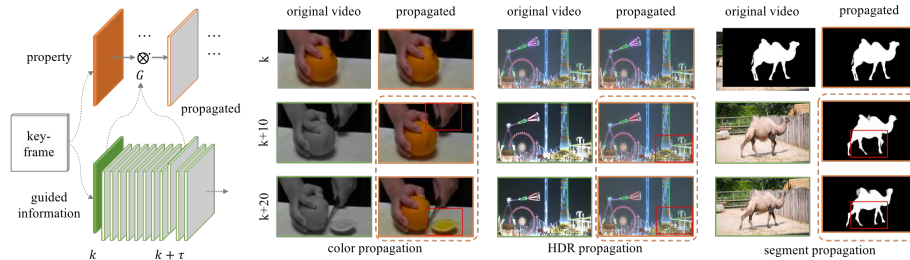 property
...
...
G
...
...
propagated
key-
frame
guided
information
k
k + τ
original video
propagated
original video
propagated
original video
propagated
k
k+10
k+20
color propagation
HDR propagation
segment propagation